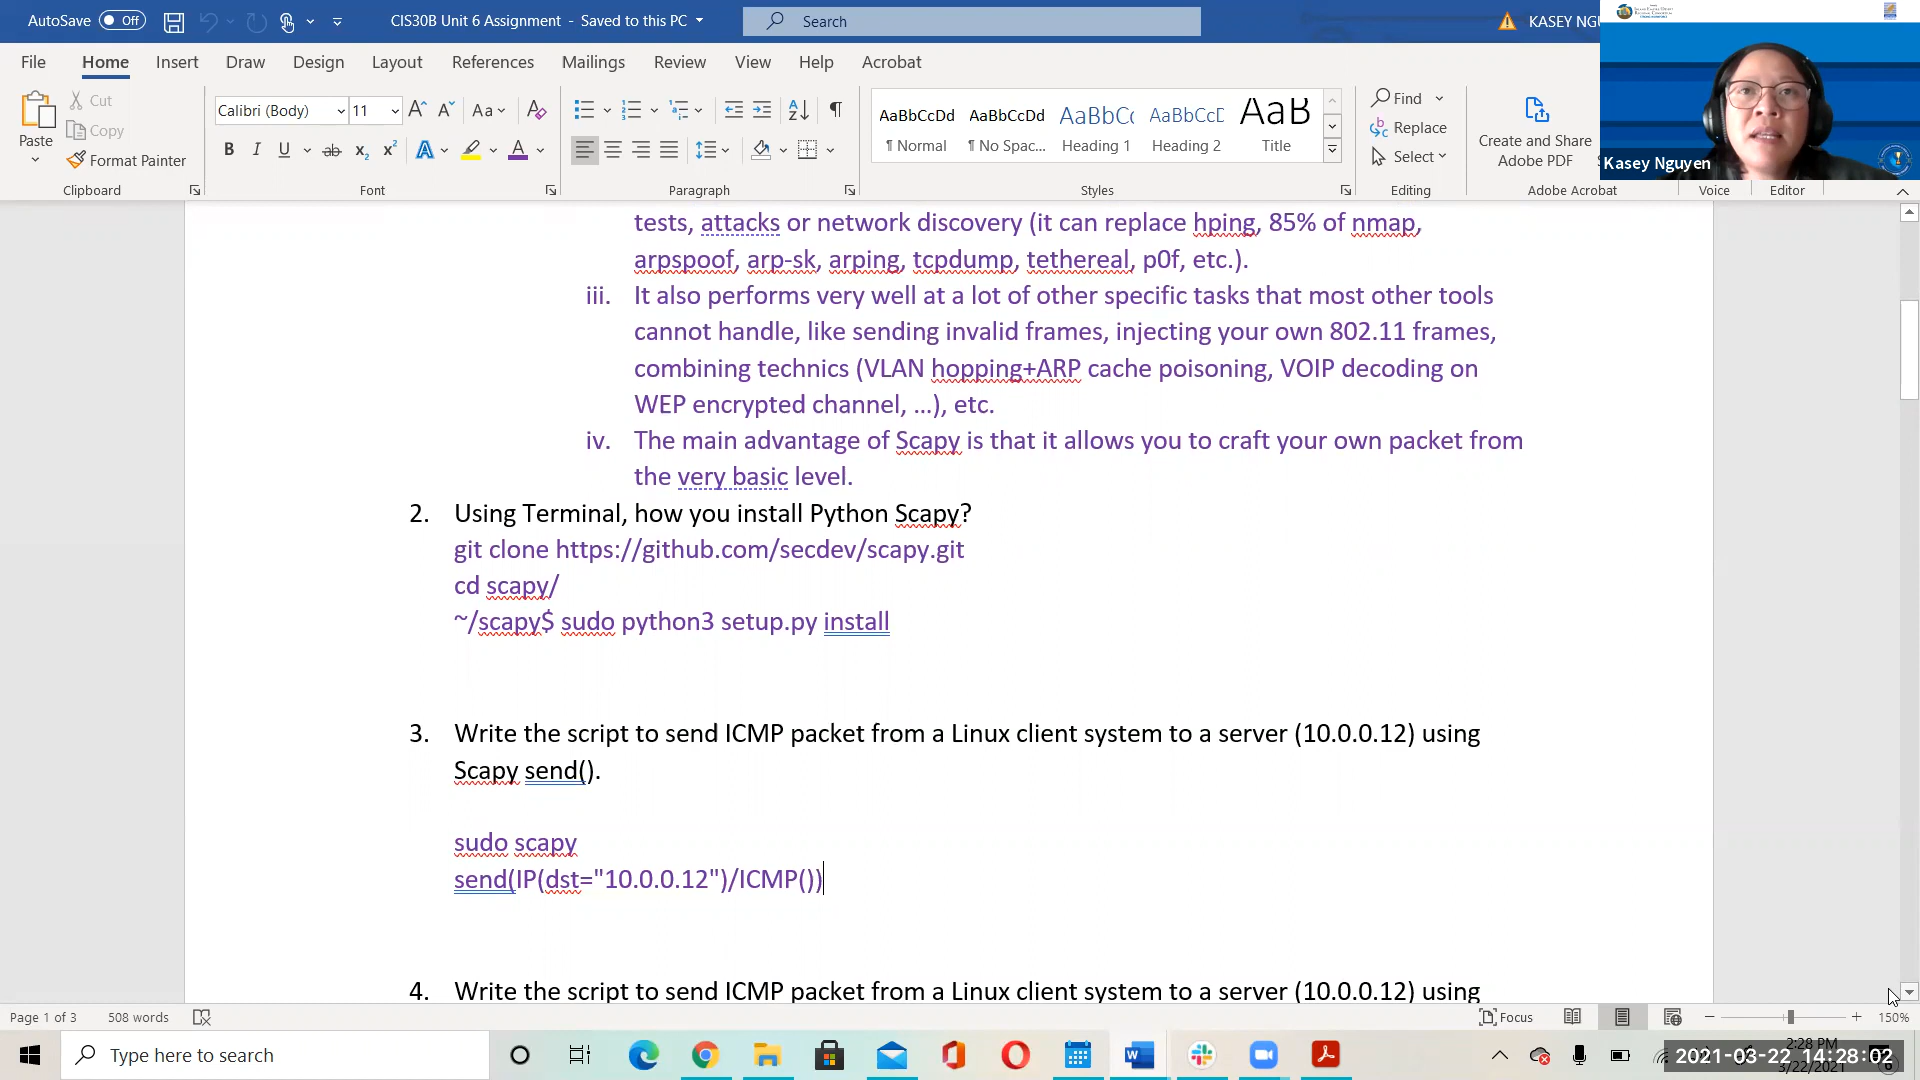 AutoSave Off CIS30B Unit 6 Assignment - Saved to this PC Search KASEY NGU
File Home Insert Draw Design Layout References Mailings Review View Help Acrobat
Paste Cut Copy Format Painter
Clipboard
Calibri (Body) 11
Font
Paragraph
AaBbCcDd ¶ Normal
AaBbCcDd ¶ No Spac...
AaBbCc Heading 1
AaBbCcD Heading 2
AaB Title
Styles
Find
Replace
Select
Editing
Create and Share
Adobe PDF
Adobe Acrobat
Voice
Editor
Kasey Nguyen
tests, attacks or network discovery (it can replace hping, 85% of nmap,
arpspoof, arp-sk, arping, tcpdump, tethereal, p0f, etc.).
iii. It also performs very well at a lot of other specific tasks that most other tools
cannot handle, like sending invalid frames, injecting your own 802.11 frames,
combining technics (VLAN hopping+ARP cache poisoning, VOIP decoding on
WEP encrypted channel, ...), etc.
iv. The main advantage of Scapy is that it allows you to craft your own packet from
the very basic level.
2. Using Terminal, how you install Python Scapy?
git clone https://github.com/secdev/scapy.git
cd scapy/
~/scapy$ sudo python3 setup.py install
3. Write the script to send ICMP packet from a Linux client system to a server (10.0.0.12) using
Scapy send().
sudo scapy
send(IP(dst="10.0.0.12")/ICMP())
4. Write the script to send ICMP packet from a Linux client system to a server (10.0.0.12) using
Page 1 of 3 508 words Focus 150%
Type here to search
2:28 PM
3/22/2021
2021-03-22 14:28:02